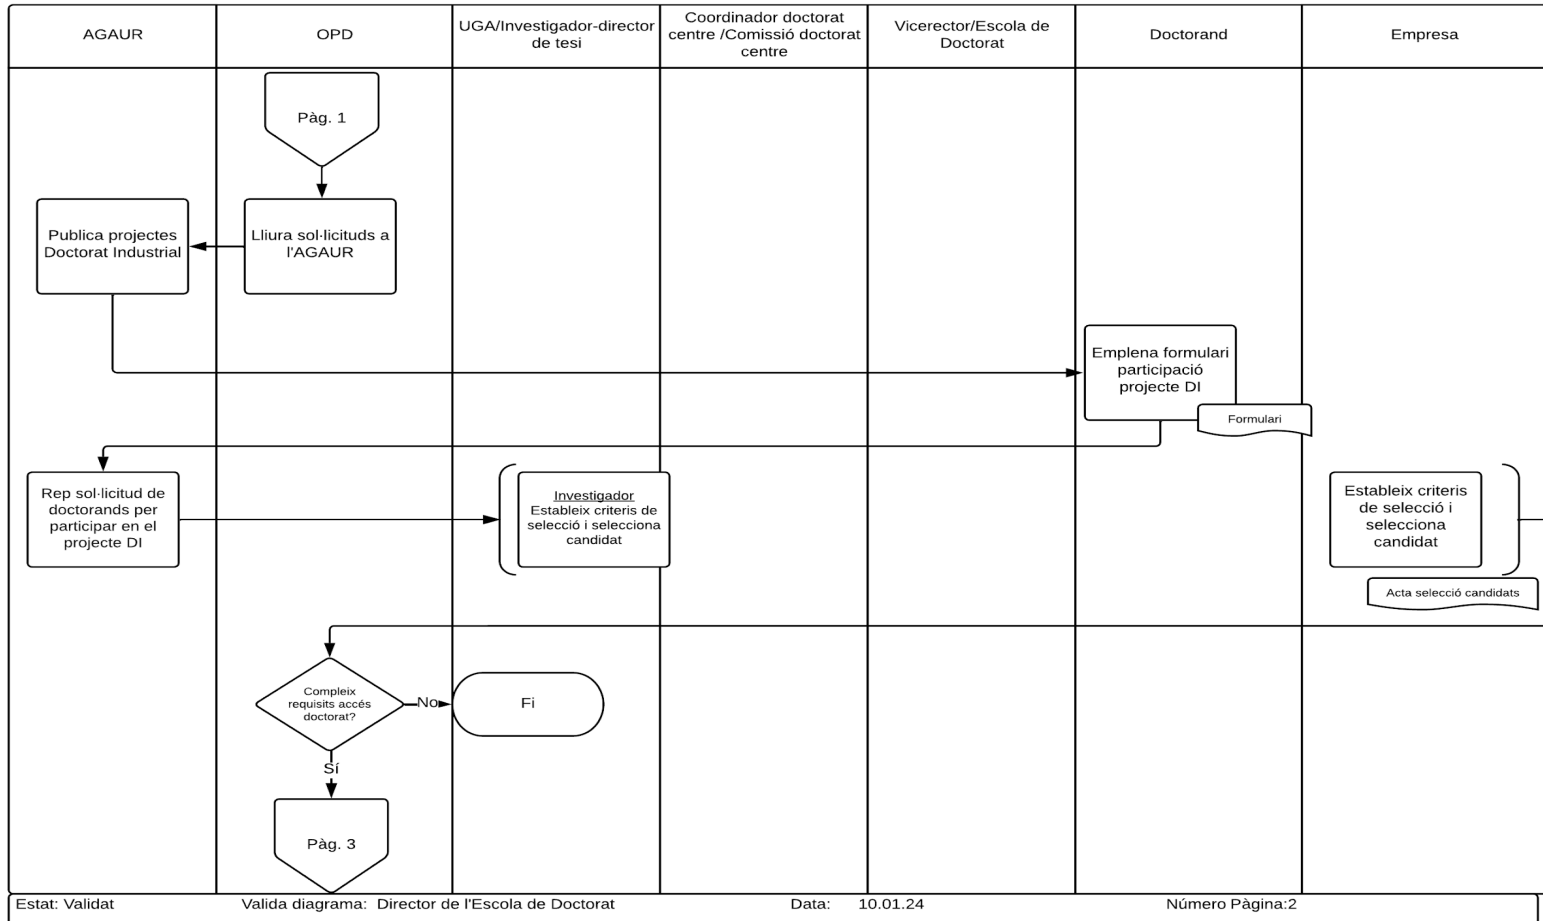 AGAUR
OPD
UGA/Investigador-director
de tesi
Coordinador doctorat
centre /Comissió doctorat
centre
Vicerector/Escola de
Doctorat
Doctorand
Empresa
Pàg. 1
Publica projectes
Doctorat Industrial
Lliura sol·licituds a
l'AGAUR
Emplena formulari
participació
projecte DI
Formulari
Rep sol·licitud de
doctorands per
participar en el
projecte DI
Investigador
Estableix criteris de
selecció i selecciona
candidat
Estableix criteris
de selecció i
selecciona
candidat
Acta selecció candidats
Compleix
requisits accés
doctorat?
No
Fi
Sí
Pàg. 3
Estat: Validat
Valida diagrama: Director de l'Escola de Doctorat
Data: 10.01.24
Número Pàgina:2